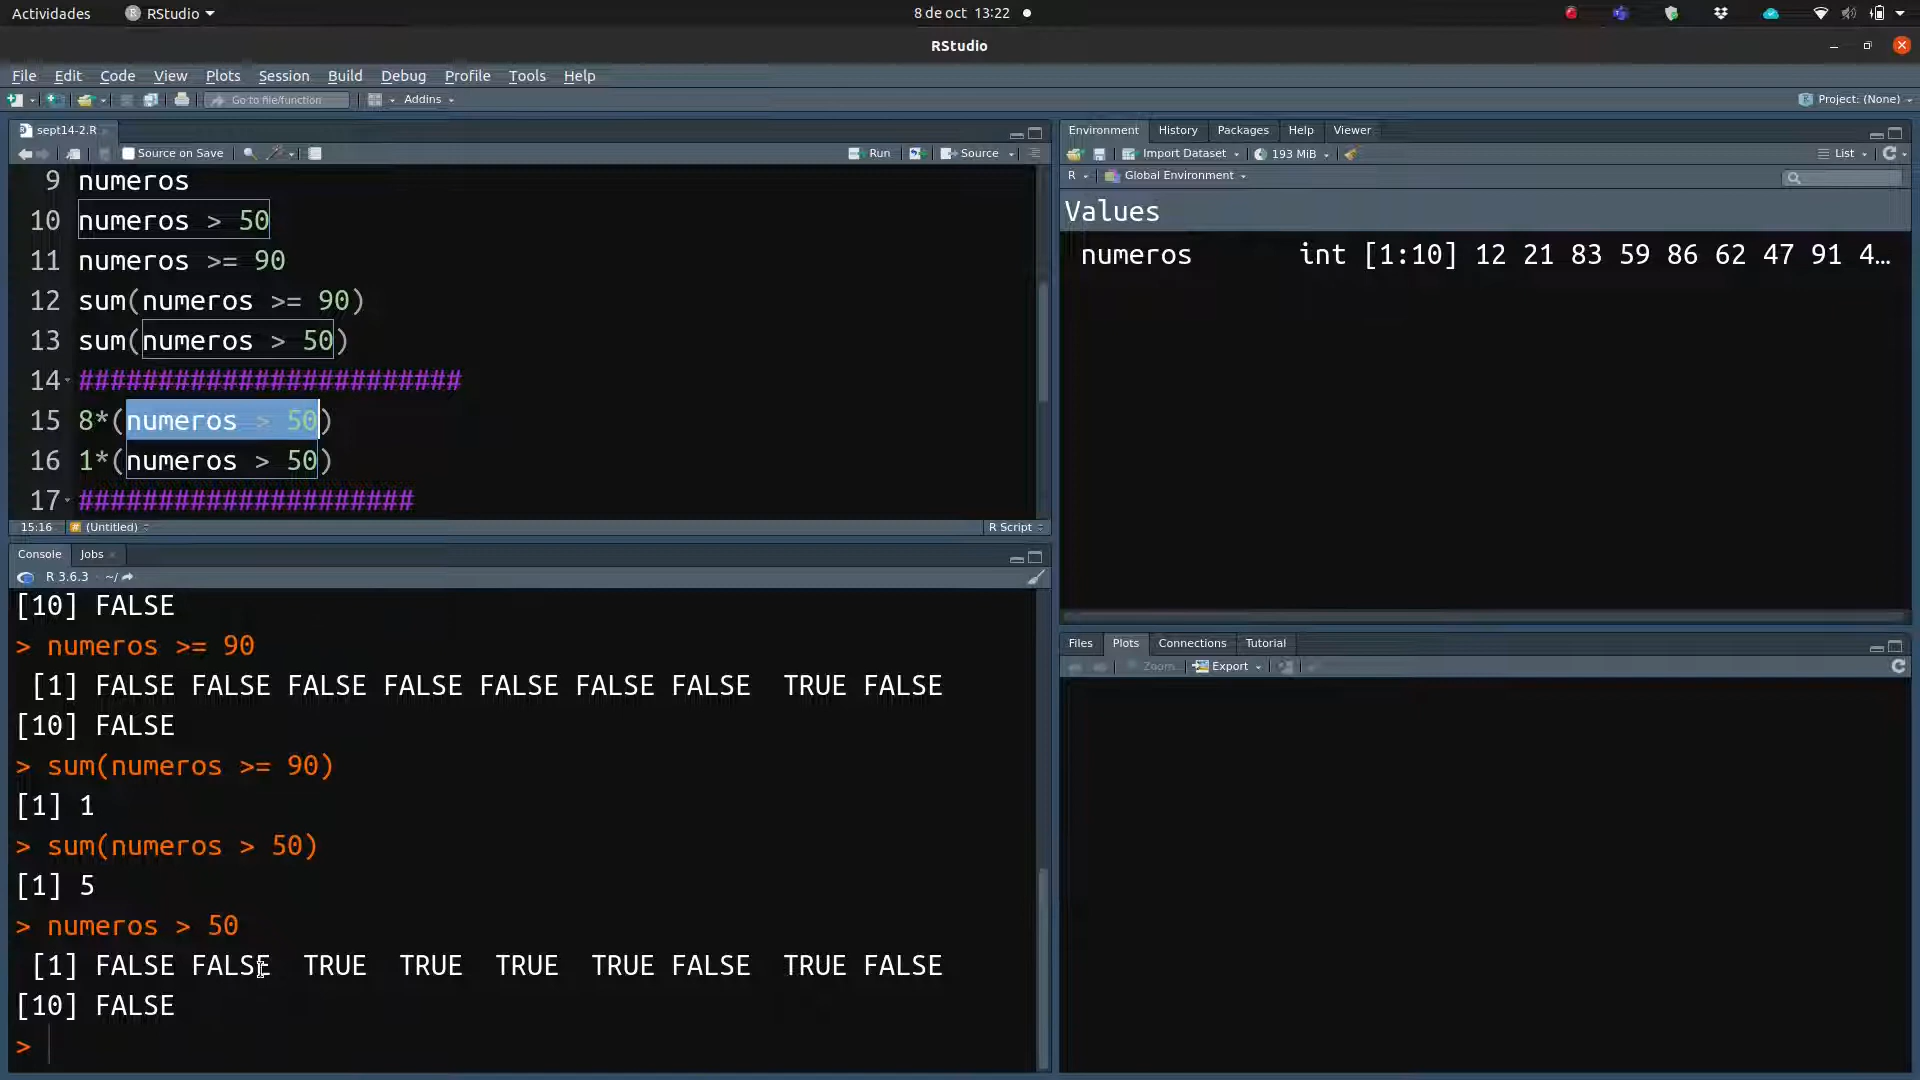 Actividades RStudio 8 de oct 13:22
RStudio
File Edit Code View Plots Session Build Debug Profile Tools Help
Go to file/function Addins Project: (None)
sept14-2.R
Source on Save Run Source
9 numeros
10 numeros > 50
11 numeros >= 90
12 sum(numeros >= 90)
13 sum(numeros > 50)
14 ########################
15 8*(numeros > 50)
16 1*(numeros > 50)
17 #####################
15:16 # (Untitled) R Script
Console Jobs
R 3.6.3 · ~/
[10] FALSE
> numeros >= 90
[1] FALSE FALSE FALSE FALSE FALSE FALSE FALSE TRUE FALSE
[10] FALSE
> sum(numeros >= 90)
[1] 1
> sum(numeros > 50)
[1] 5
> numeros > 50
[1] FALSE FALSE TRUE TRUE TRUE TRUE FALSE TRUE FALSE
[10] FALSE
>
Environment History Packages Help Viewer
Import Dataset 193 MiB List
R Global Environment
Values
numeros int [1:10] 12 21 83 59 86 62 47 91 4…
Files Plots Connections Tutorial
Zoom Export